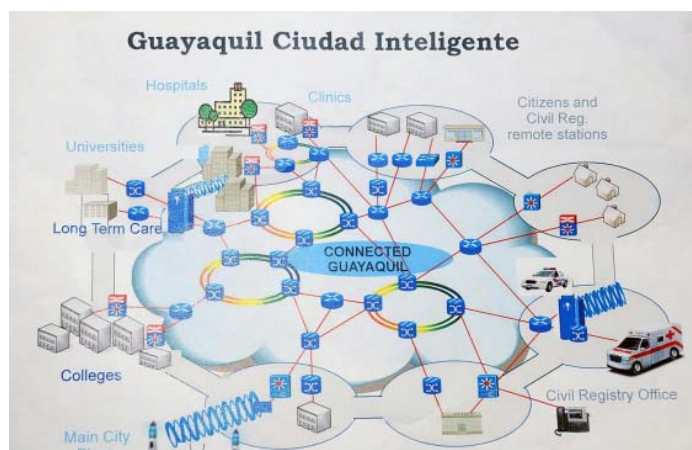 Guayaquil Ciudad Inteligente
Hospitals
Clinics
Citizens and
Civil Reg.
remote stations
Universities
Long Term Care
CONNECTED
GUAYAQUIL
Colleges
Civil Registry Office
Main City